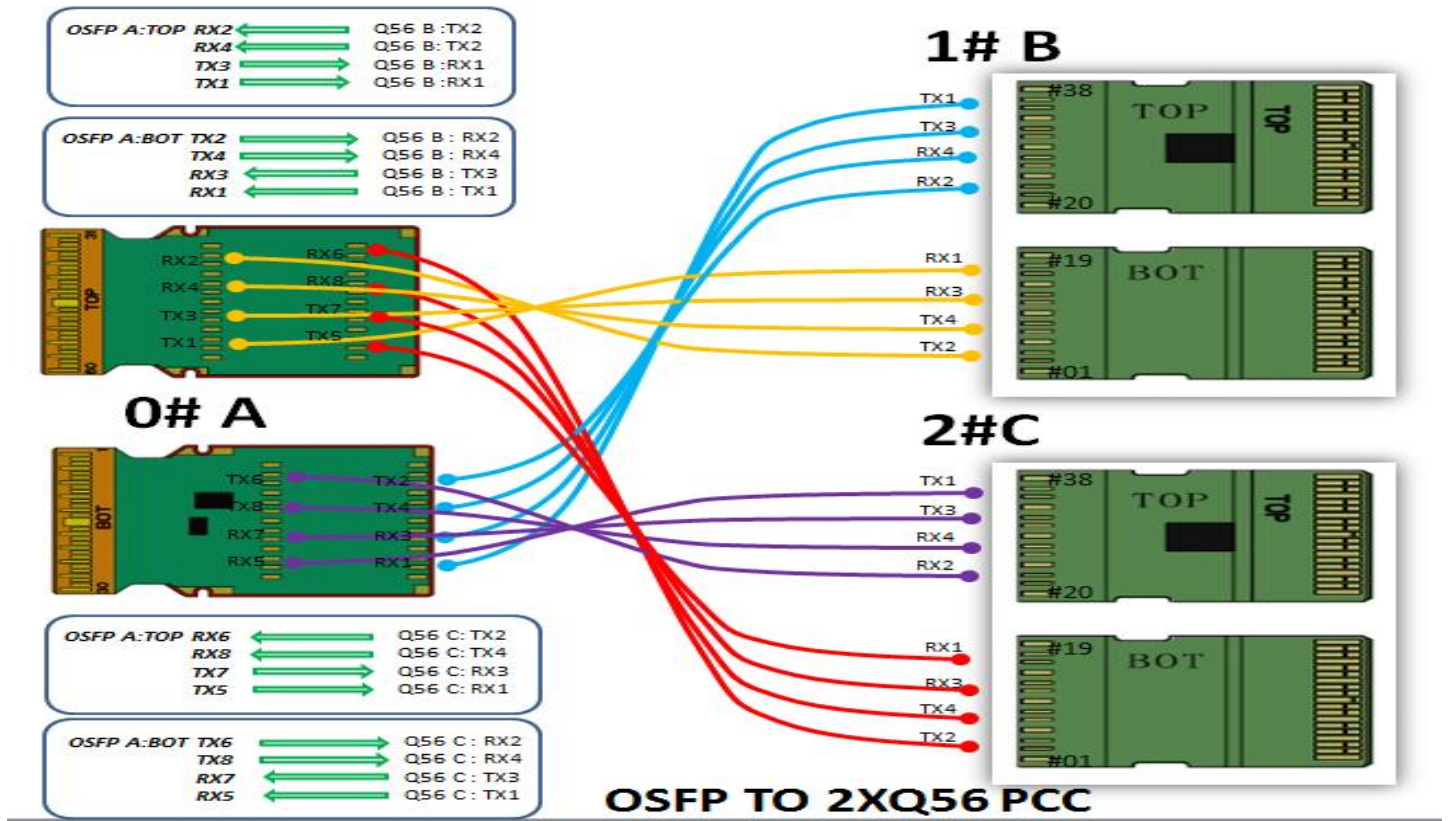 OSFP A:TOP RX2 Q56 B :TX2
RX4 Q56 B: TX2
TX3 Q56 B :RX1
TX1 Q56 B :RX1
OSFP A:BOT TX2 Q56 B : RX2
TX4 Q56 B : RX4
RX3 Q56 B : TX3
RX1 Q56 B : TX1
31
RX2 RX6
RX4 RX8
TOP
TX3 TX7
TX1 TX5
60
0# A
1
TX6 TX2
TX8 TX4
BOT
RX7 RX3
RX5 RX1
30
OSFP A:TOP RX6 Q56 C: TX2
RX8 Q56 C: TX4
TX7 Q56 C: RX3
TX5 Q56 C: RX1
OSFP A:BOT TX6 Q56 C : RX2
TX8 Q56 C : RX4
RX7 Q56 C : TX3
RX5 Q56 C : TX1
1# B
TX1
TX3
RX4
RX2
#38
TOP
TOP
#20
RX1
RX3
TX4
TX2
#19
BOT
#01
2#C
TX1
TX3
RX4
RX2
#38
TOP
TOP
#20
RX1
RX3
TX4
TX2
#19
BOT
#01
OSFP TO 2XQ56 PCC